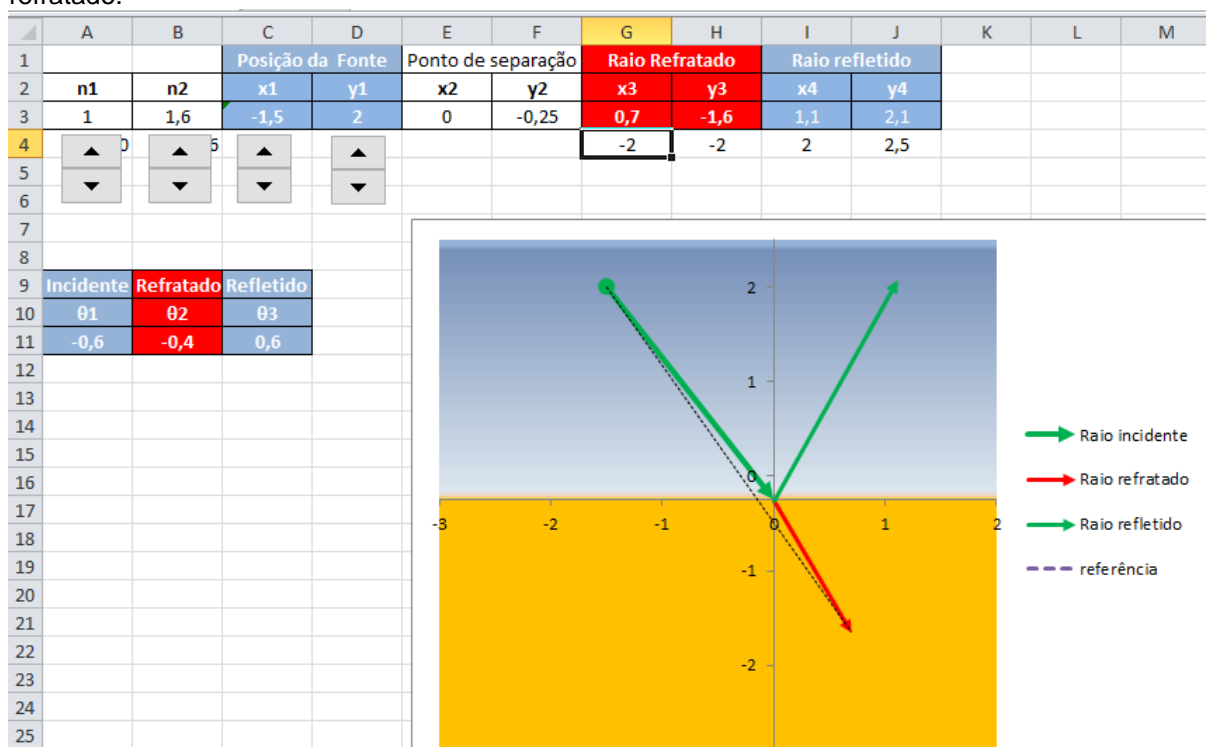 refratado.
A B C D E F G H I J K L M
1 Posição da Fonte Ponto de separação Raio Refratado Raio refletido
2 n1 n2 x1 y1 x2 y2 x3 y3 x4 y4
3 1 1,6 -1,5 2 0 -0,25 0,7 -1,6 1,1 2,1
4 0 6 -2 -2 2 2,5
5
6
7
8
9 Incidente Refratado Refletido
10 θ1 θ2 θ3
11 -0,6 -0,4 0,6
12
13
14
15
16
17
18
19
20
21
22
23
24
25
2
1
0
-3 -2 -1 0 1 2
-1
-2
Raio incidente
Raio refratado
Raio refletido
referência